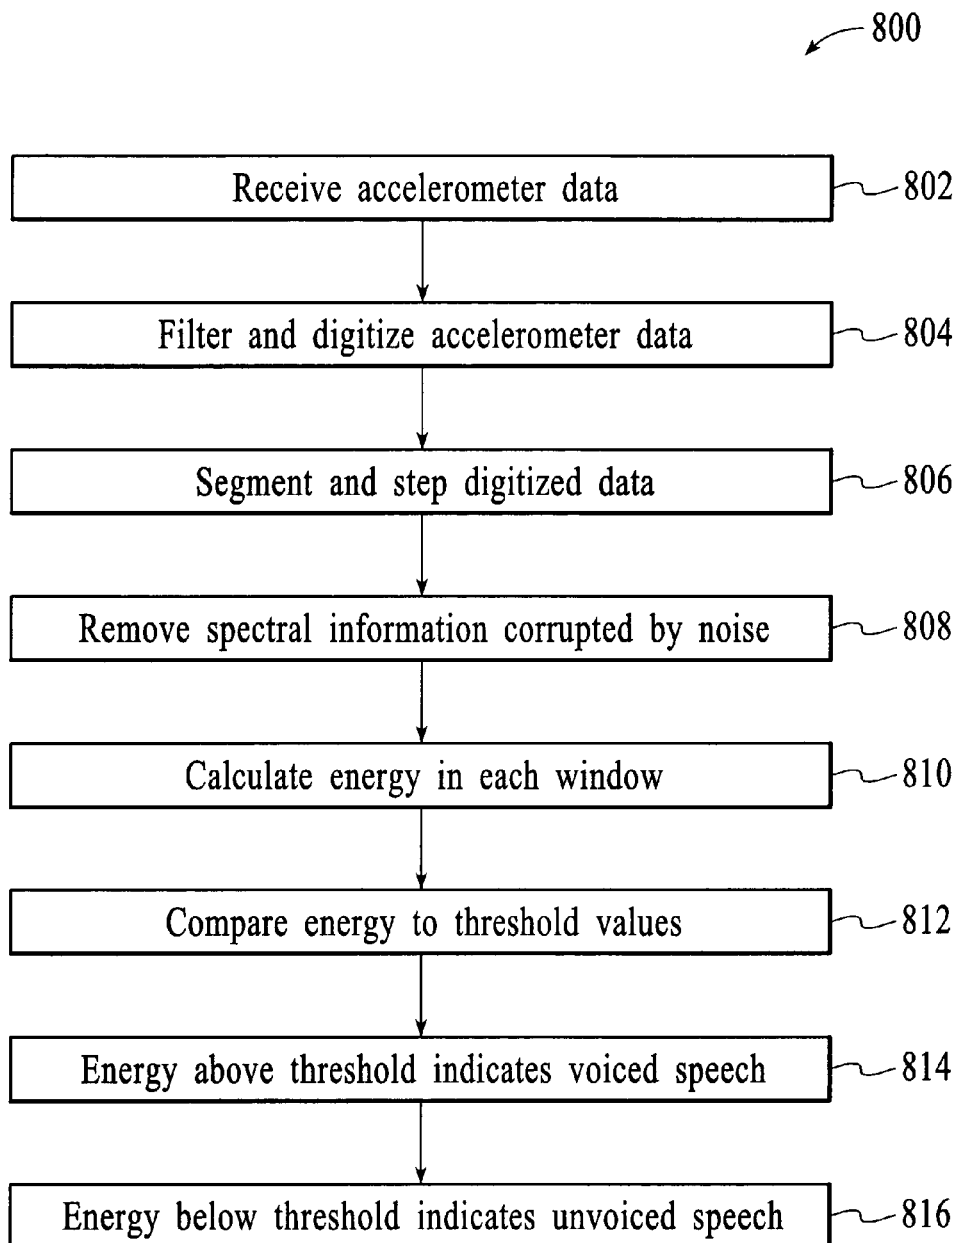 800
Receive accelerometer data 802
Filter and digitize accelerometer data 804
Segment and step digitized data 806
Remove spectral information corrupted by noise 808
Calculate energy in each window 810
Compare energy to threshold values 812
Energy above threshold indicates voiced speech 814
Energy below threshold indicates unvoiced speech 816